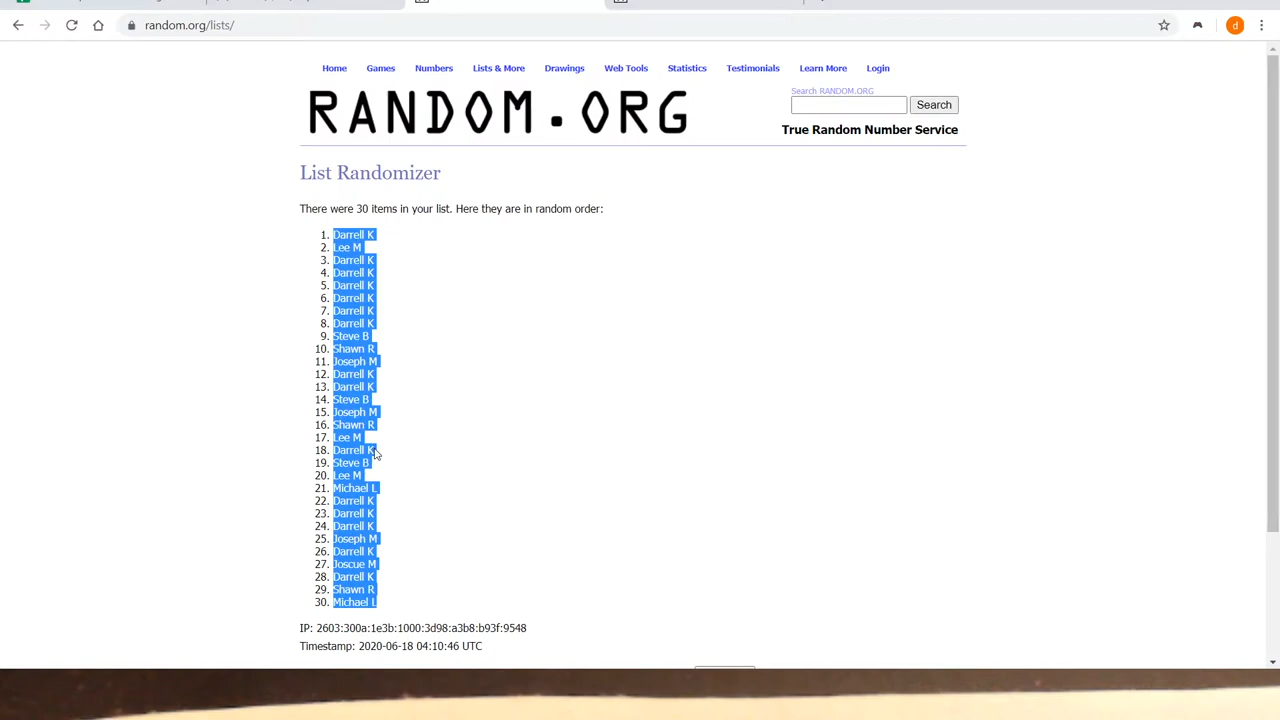 random.org/lists/
d
Home Games Numbers Lists & More Drawings Web Tools Statistics Testimonials Learn More Login
RANDOM.ORG
Search RANDOM.ORG
Search
True Random Number Service
List Randomizer
There were 30 items in your list. Here they are in random order:
1. Darrell K
2. Lee M
3. Darrell K
4. Darrell K
5. Darrell K
6. Darrell K
7. Darrell K
8. Darrell K
9. Steve B
10. Shawn R
11. Joseph M
12. Darrell K
13. Darrell K
14. Steve B
15. Joseph M
16. Shawn R
17. Lee M
18. Darrell K
19. Steve B
20. Lee M
21. Michael L
22. Darrell K
23. Darrell K
24. Darrell K
25. Joseph M
26. Darrell K
27. Joscue M
28. Darrell K
29. Shawn R
30. Michael L
IP: 2603:300a:1e3b:1000:3d98:a3b8:b93f:9548
Timestamp: 2020-06-18 04:10:46 UTC